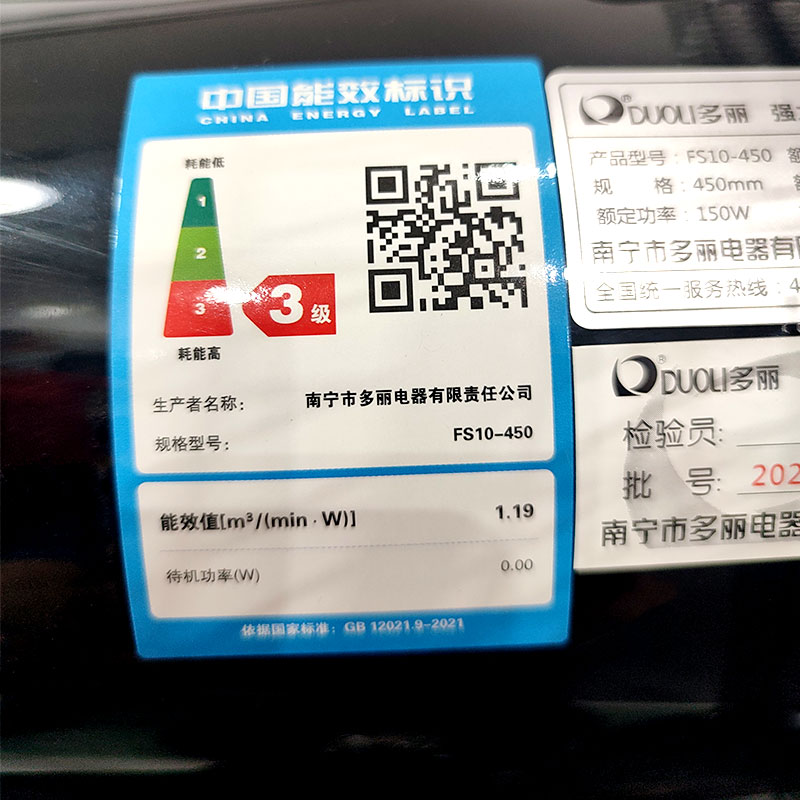 中国能效标识
CHINA ENERGY LABEL
耗能低
1
2
3
3级
耗能高
生产者名称: 南宁市多丽电器有限责任公司
规格型号: FS10-450
能效值[m³/(min·W)] 1.19
待机功率(W) 0.00
依据国家标准: GB 12021.9-2021
DUOLI多丽® 强
产品型号:FS10-450 额
规 格:450mm
额定功率:150W
南宁市多丽电器有
全国统一服务热线:4
DUOLI多丽®
检验员:
批 号: 202
南宁市多丽电器